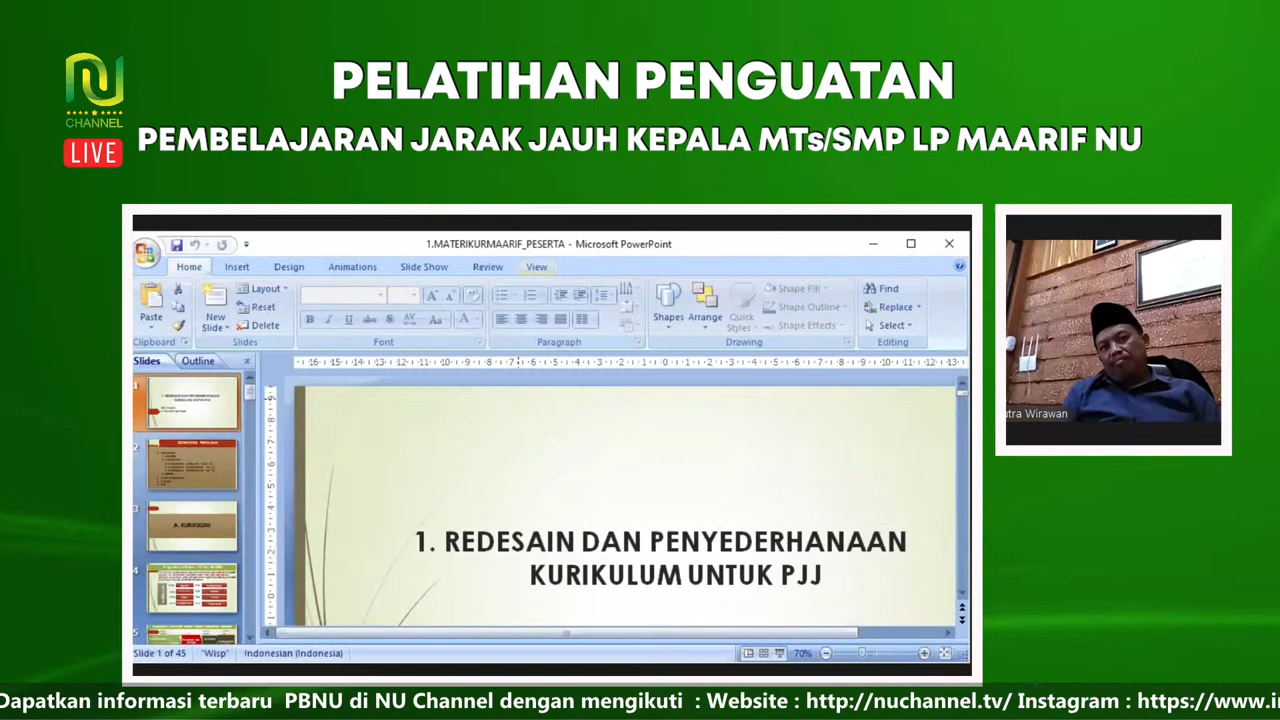 NU
CHANNEL
LIVE
PELATIHAN PENGUATAN
PEMBELAJARAN JARAK JAUH KEPALA MTs/SMP LP MAARIF NU
1.MATERIKURMAARIF_PESERTA - Microsoft PowerPoint
Home Insert Design Animations Slide Show Review View
Paste
New
Slide
Layout
Reset
Delete
Shapes
Arrange
Quick
Styles
Shape Fill
Shape Outline
Shape Effects
Find
Replace
Select
Clipboard Slides Font Paragraph Drawing Editing
Slides Outline
1. REDESAIN DAN PENYEDERHANAAN
KURIKULUM UNTUK PJJ
2
3
A. KURIKULUM
4
5
Slide 1 of 45 "Wisp" Indonesian (Indonesia) 70%
tra Wirawan
Dapatkan informasi terbaru PBNU di NU Channel dengan mengikuti : Website : http://nuchannel.tv/ Instagram : https://www.i